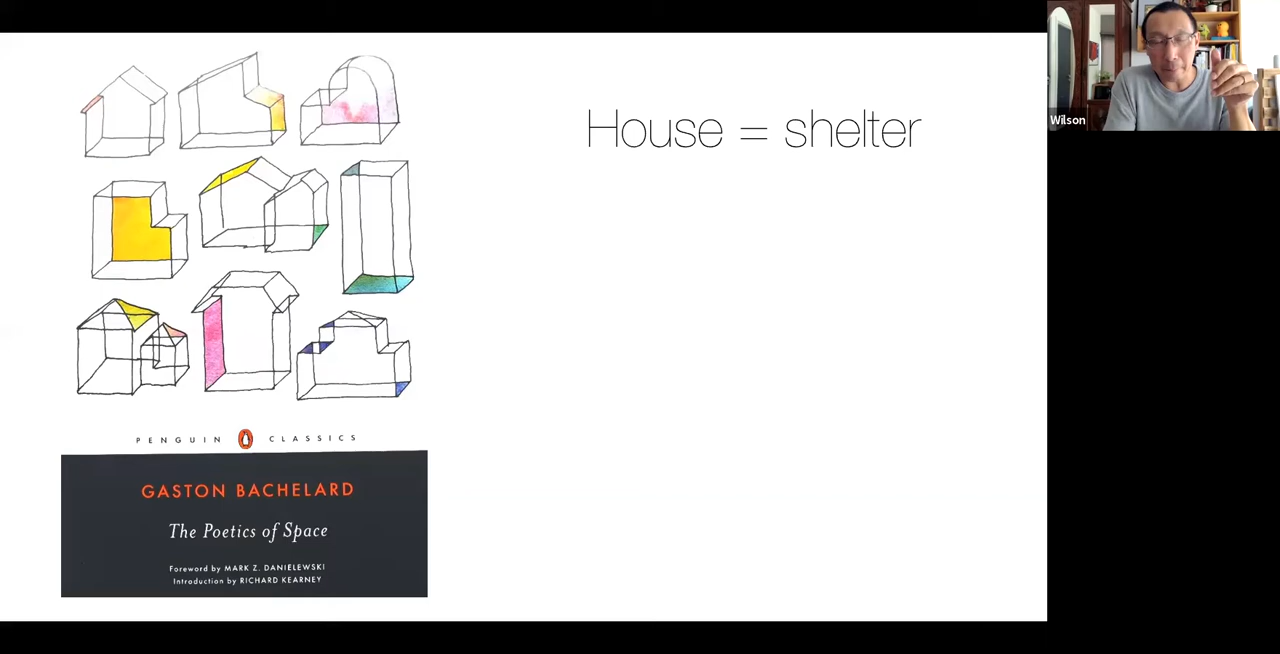 House = shelter
Wilson
PENGUIN CLASSICS
GASTON BACHELARD
The Poetics of Space
Foreword by MARK Z. DANIELEWSKI
Introduction by RICHARD KEARNEY